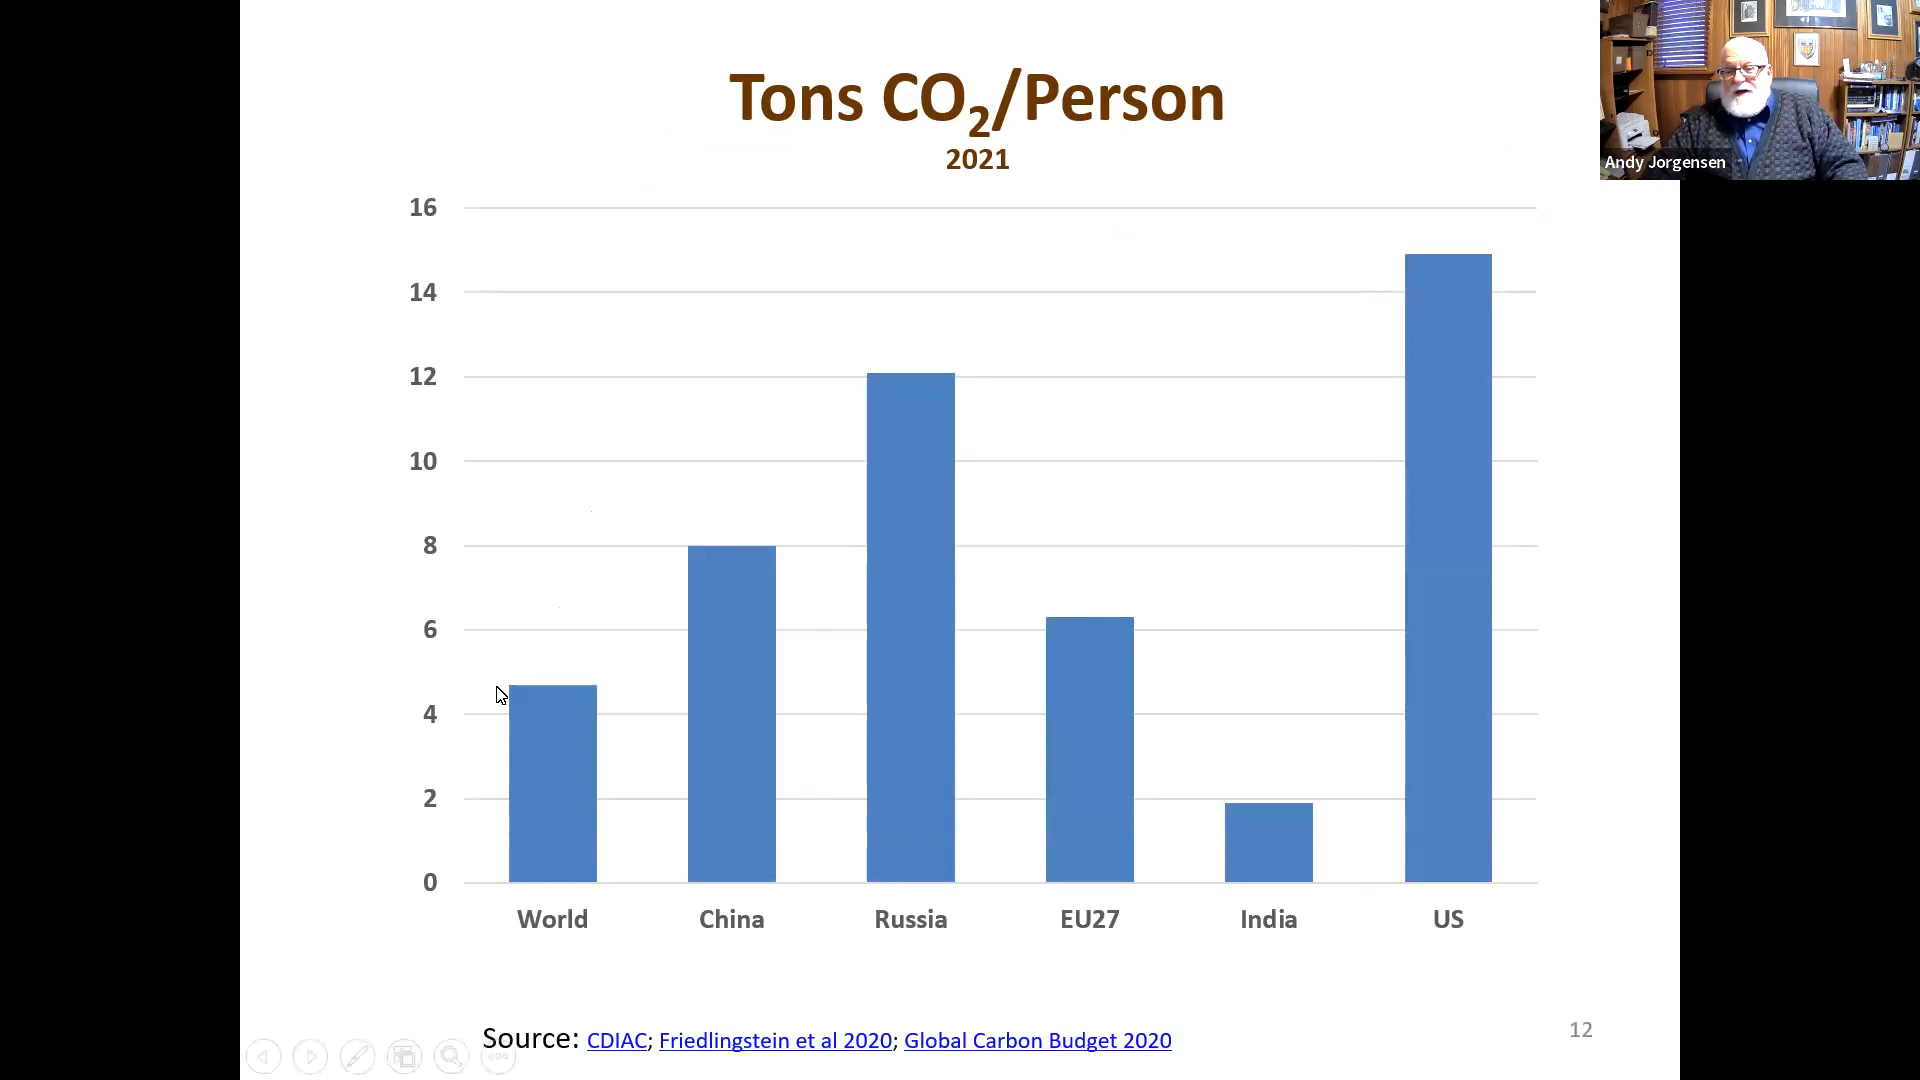 Tons CO₂/Person
2021
Andy Jorgensen
16
14
12
10
8
6
4
2
0
World China Russia EU27 India US
Source: CDIAC; Friedlingstein et al 2020; Global Carbon Budget 2020
12